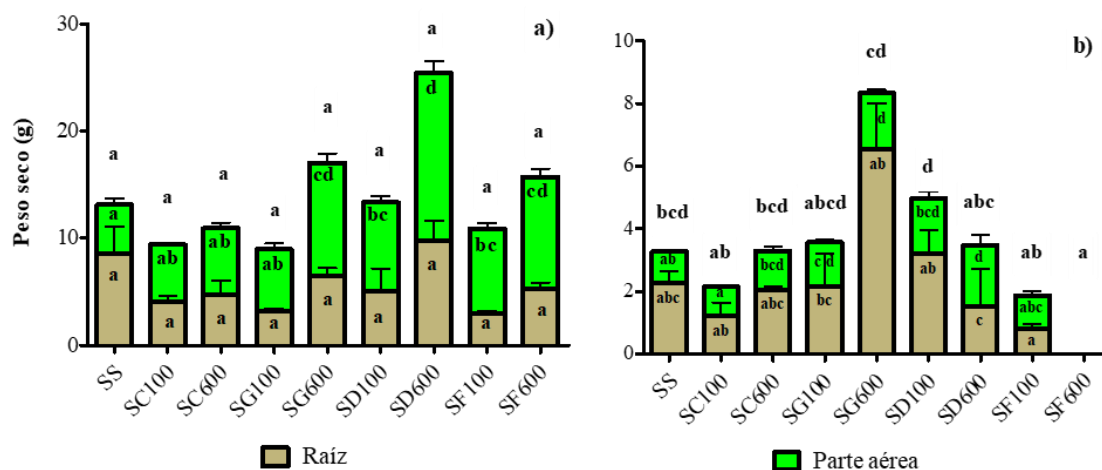 30
20
10
0
Peso seco (g)
a)
a a a a a a a a a
a ab ab ab cd bc d bc cd
a a a a a a a a a
SS SC100 SC600 SG100 SG600 SD100 SD600 SF100 SF600
10
8
6
4
2
0
b)
bcd ab bcd abcd cd d abc ab a
ab a bcd c d d bcd d abc
abc ab abc bc ab ab c a
SS SC100 SC600 SG100 SG600 SD100 SD600 SF100 SF600
Raíz Parte aérea